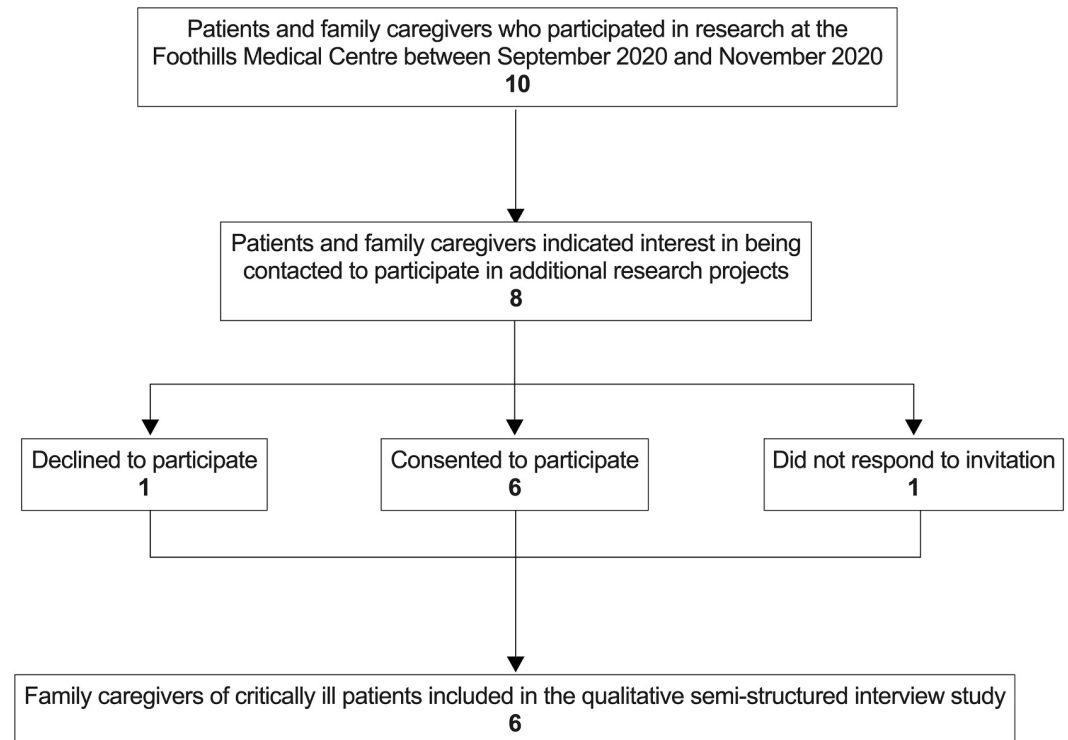 Patients and family caregivers who participated in research at the
Foothills Medical Centre between September 2020 and November 2020
10
Patients and family caregivers indicated interest in being
contacted to participate in additional research projects
8
Declined to participate
1
Consented to participate
6
Did not respond to invitation
1
Family caregivers of critically ill patients included in the qualitative semi-structured interview study
6